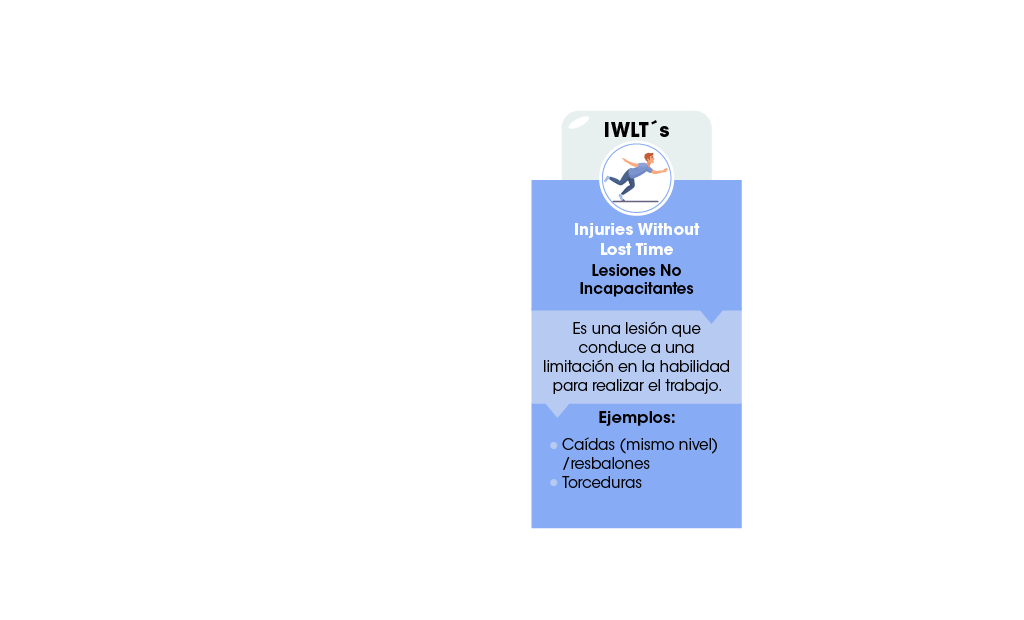 IWLT´s
Injuries Without
Lost Time
Lesiones No
Incapacitantes
Es una lesión que
conduce a una
limitación en la habilidad
para realizar el trabajo.
Ejemplos:
Caídas (mismo nivel)
/resbalones
Torceduras